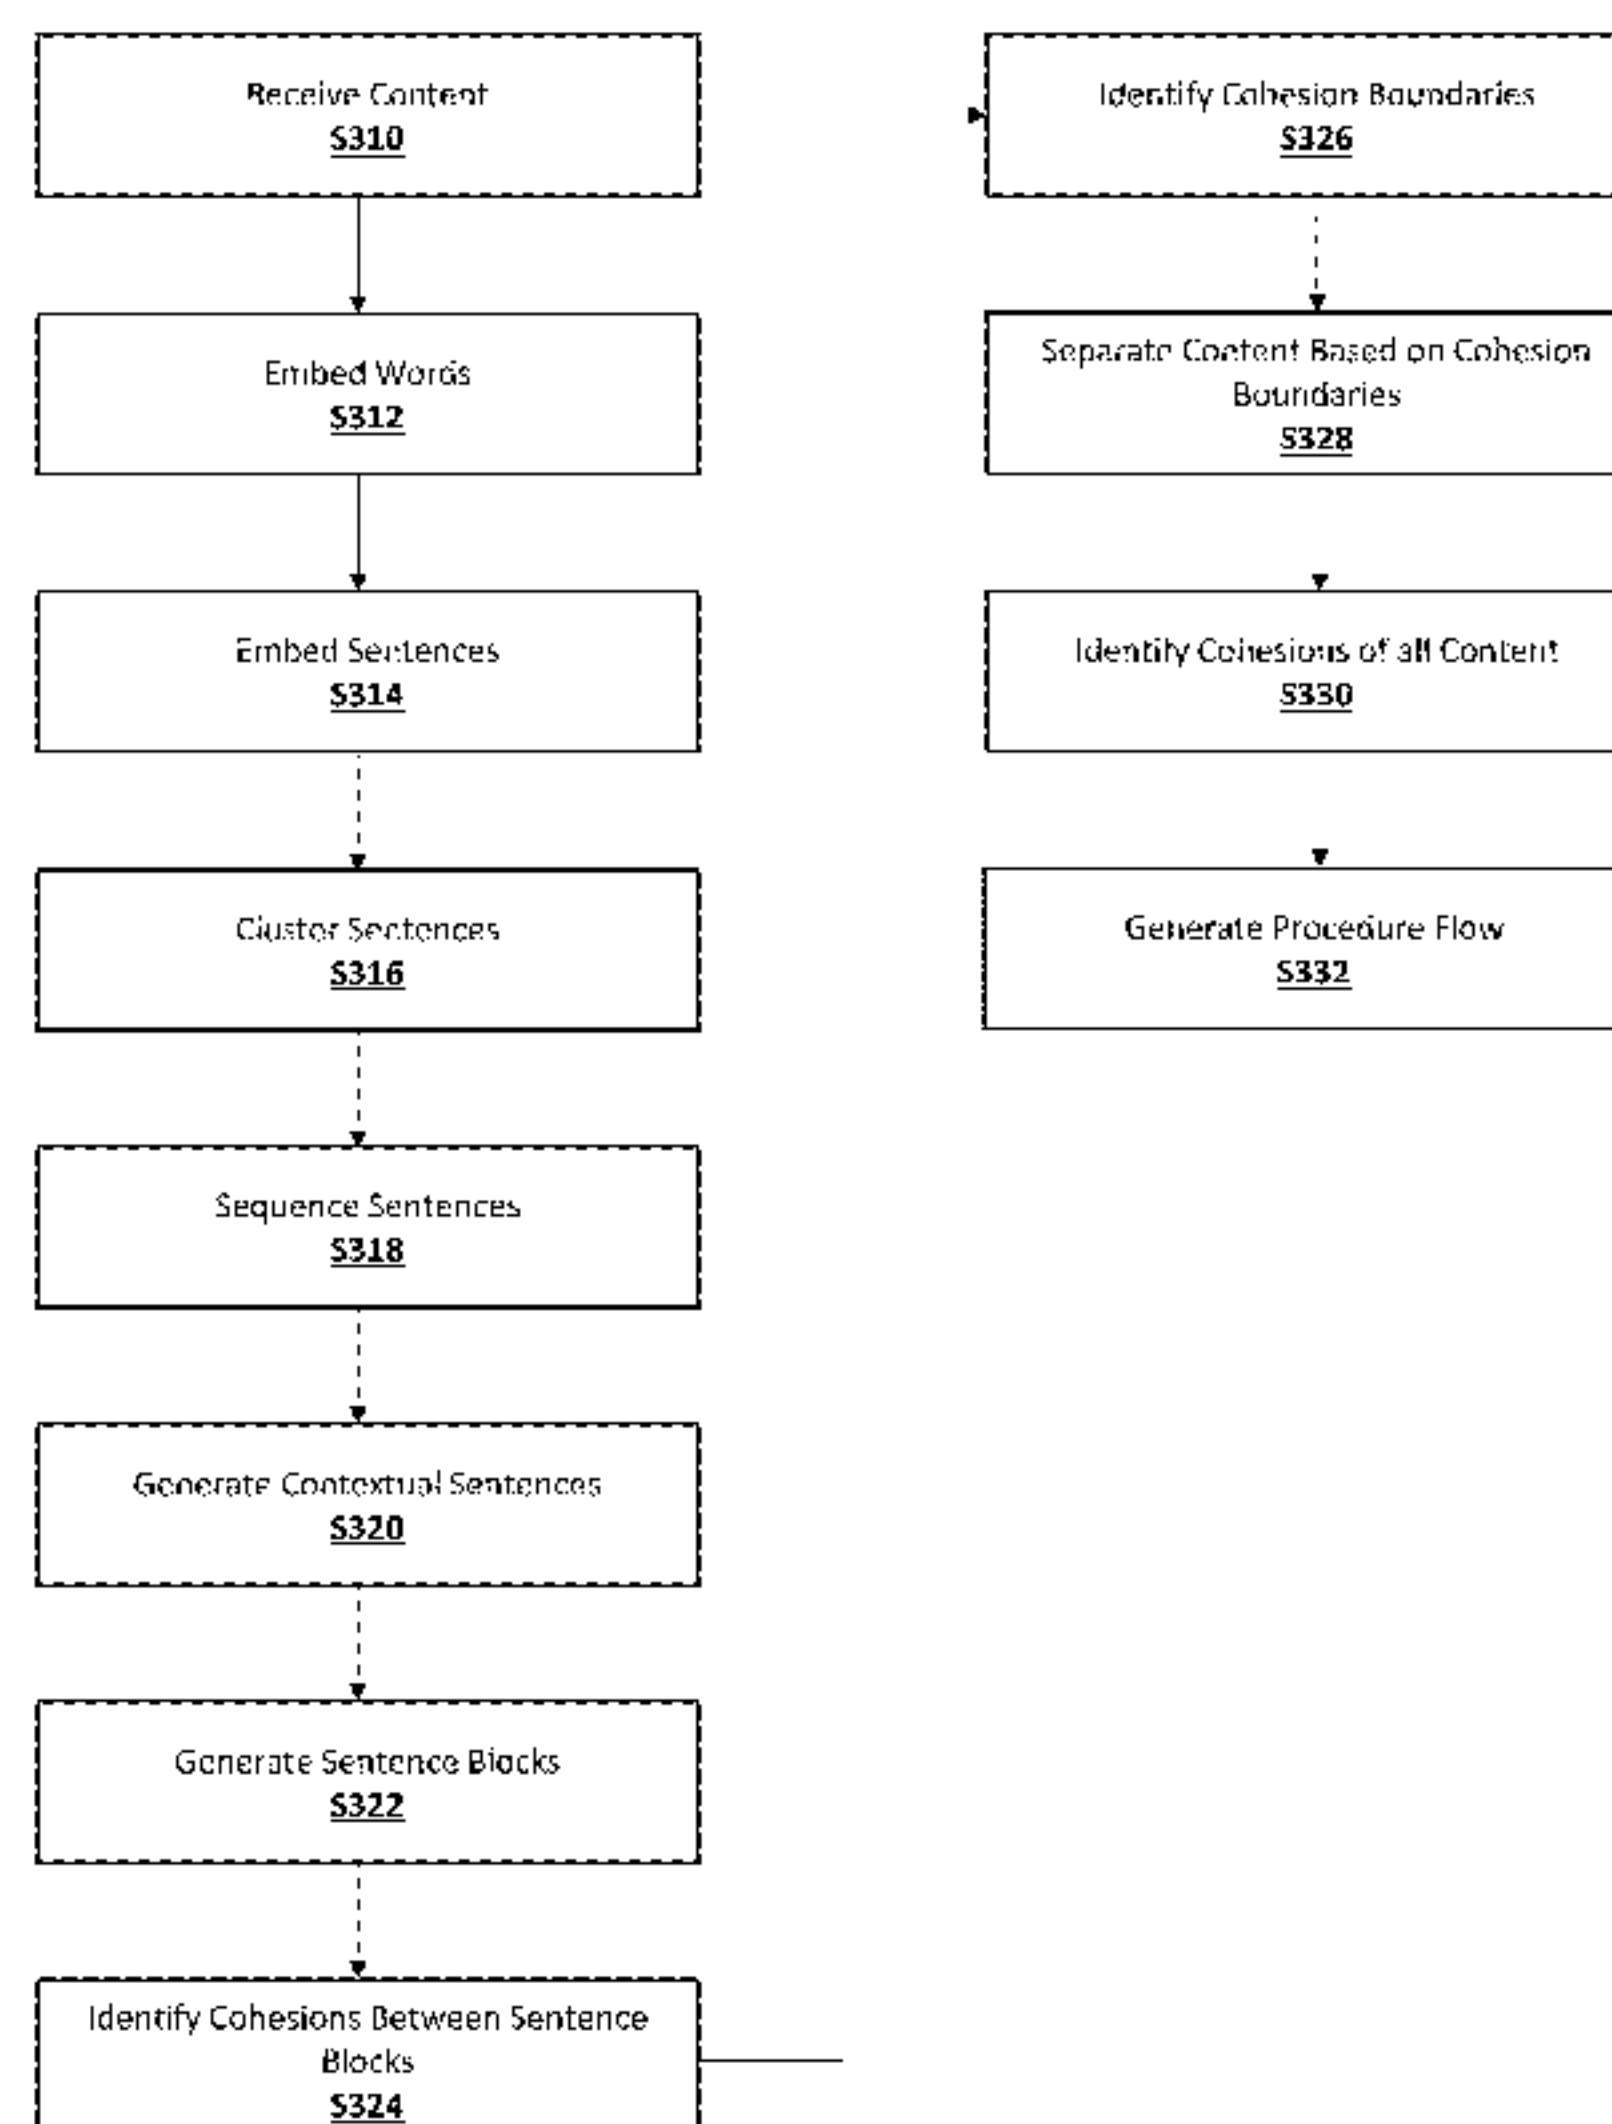 Receive Content
S310
Embed Words
S312
Embed Sentences
S314
Cluster Sentences
S316
Sequence Sentences
S318
Generate Contextual Sentences
S320
Generate Sentence Blocks
S322
Identify Cohesions Between Sentence
Blocks
S324
Identify Cohesion Boundaries
S326
Separate Content Based on Cohesion
Boundaries
S328
Identify Cohesions of all Content
S330
Generate Procedure Flow
S332